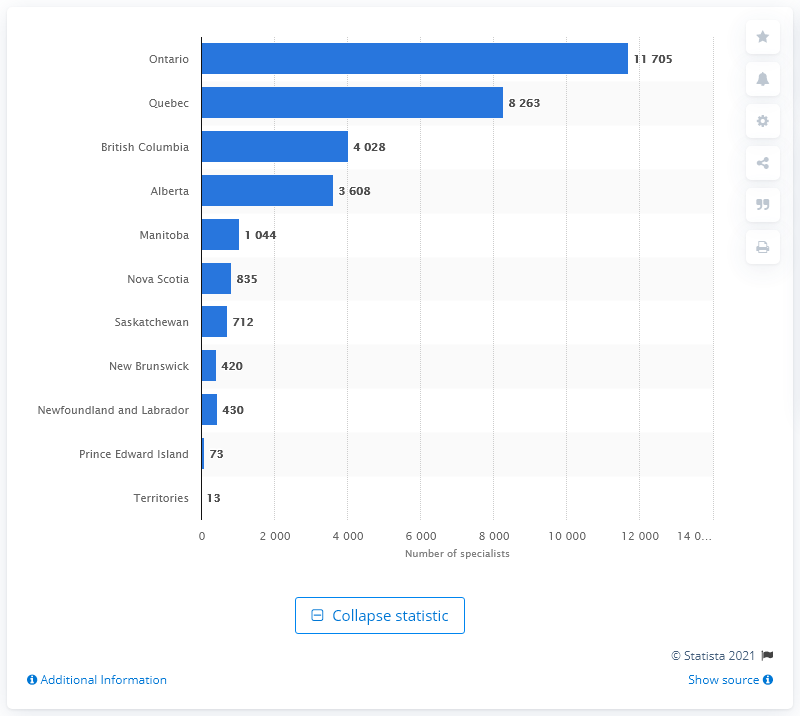 Ontario 11 705
Quebec 8 263
British Columbia 4 028
Alberta 3 608
Manitoba 1 044
Nova Scotia 835
Saskatchewan 712
New Brunswick 420
Newfoundland and Labrador 430
Prince Edward Island 73
Territories 13
0 2 000 4 000 6 000 8 000 10 000 12 000 14 0...
Number of specialists
Collapse statistic
© Statista 2021
Additional Information Show source